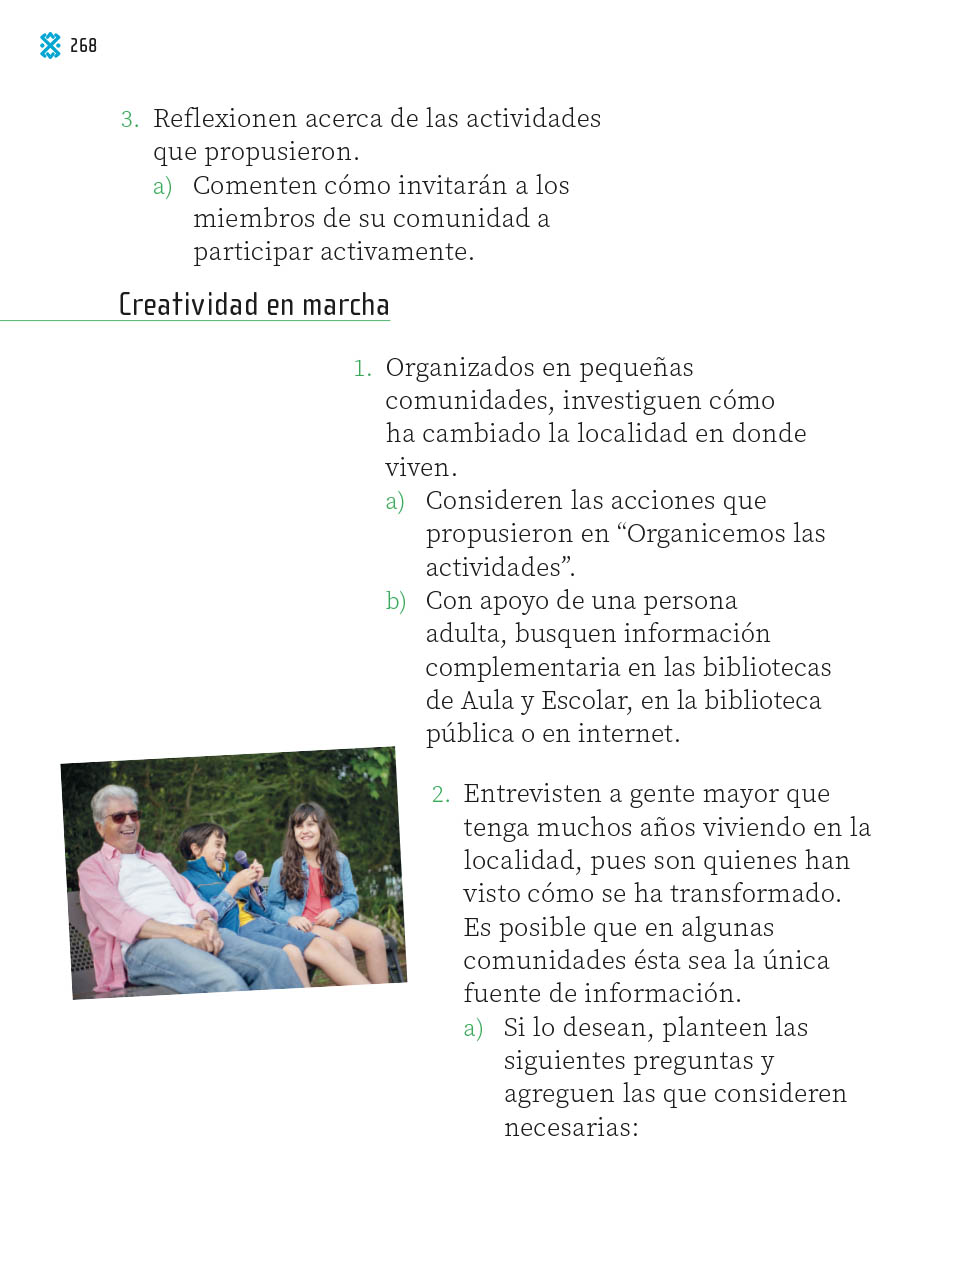 268
3. Reflexionen acerca de las actividades
que propusieron.
a) Comenten cómo invitarán a los
miembros de su comunidad a
participar activamente.
Creatividad en marcha
1. Organizados en pequeñas
comunidades, investiguen cómo
ha cambiado la localidad en donde
viven.
a) Consideren las acciones que
propusieron en “Organicemos las
actividades”.
b) Con apoyo de una persona
adulta, busquen información
complementaria en las bibliotecas
de Aula y Escolar, en la biblioteca
pública o en internet.
2. Entrevisten a gente mayor que
tenga muchos años viviendo en la
localidad, pues son quienes han
visto cómo se ha transformado.
Es posible que en algunas
comunidades ésta sea la única
fuente de información.
a) Si lo desean, planteen las
siguientes preguntas y
agreguen las que consideren
necesarias: